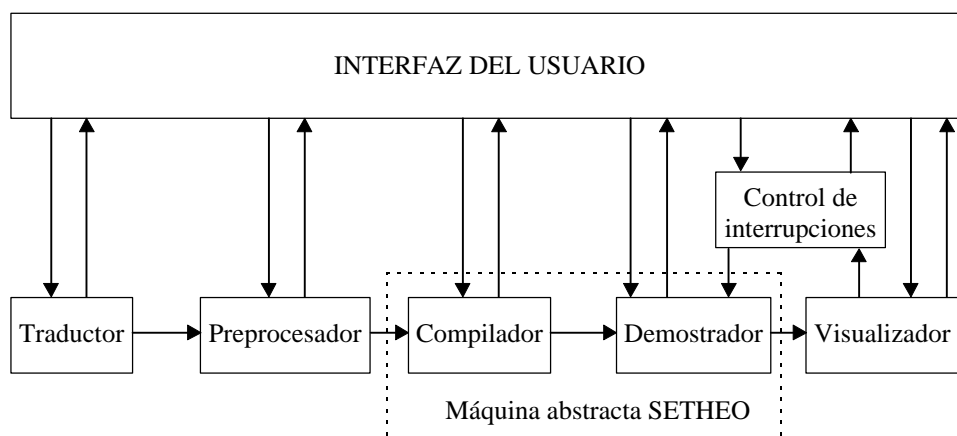 INTERFAZ DEL USUARIO
Control de
interrupciones
Traductor
Preprocesador
Compilador
Demostrador
Visualizador
Máquina abstracta SETHEO